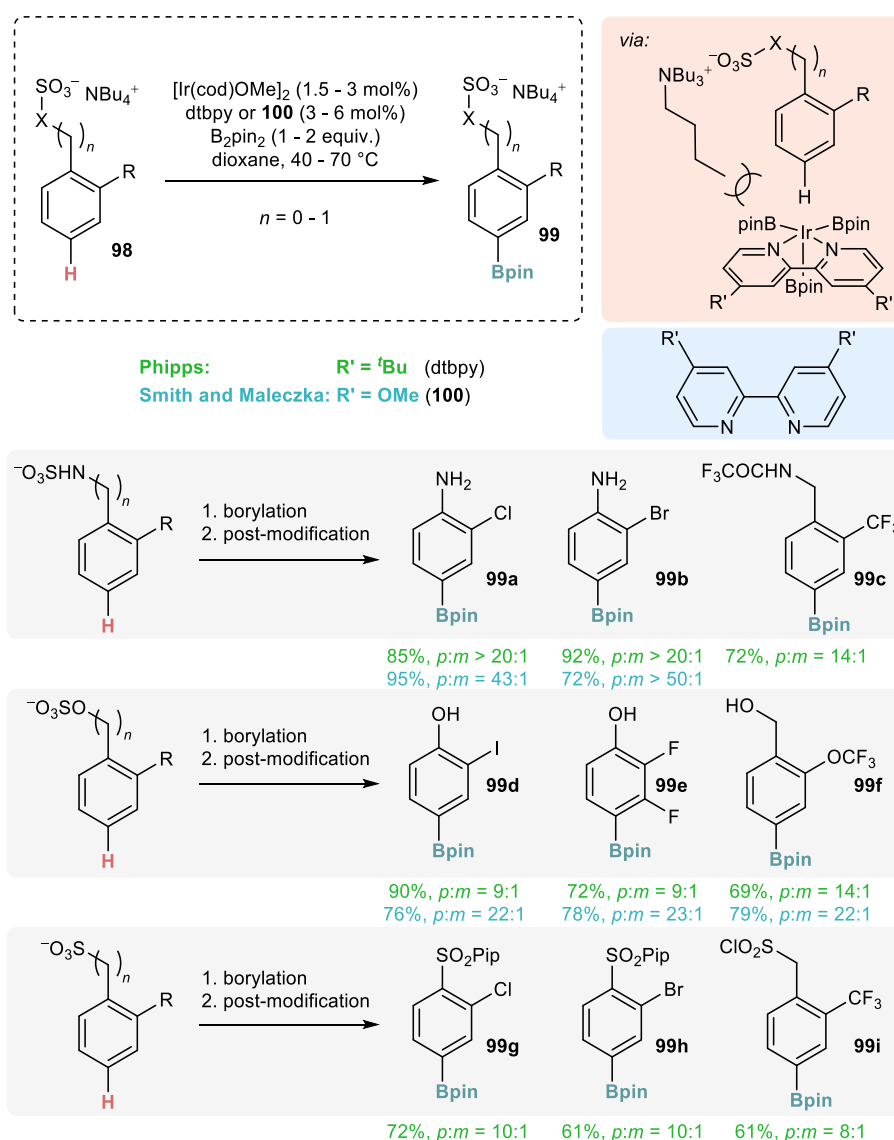 SO₃⁻ NBu₄⁺
X
( )n
R
98
H
[Ir(cod)OMe]₂ (1.5 - 3 mol%)
dtbpy or 100 (3 - 6 mol%)
B₂pin₂ (1 - 2 equiv.)
dioxane, 40 - 70 °C
n = 0 - 1
SO₃⁻ NBu₄⁺
X
( )n
R
99
Bpin
via:
NBu₃⁺
⁻O₃S X
( )n
R
H
pinB Ir Bpin
N N
Bpin
R' R'
Phipps: R' = ᵗBu (dtbpy)
Smith and Maleczka: R' = OMe (100)
R' R'
N N
⁻O₃SHN ( )n
R
H
1. borylation
2. post-modification
NH₂
Cl
99a
Bpin
85%, p:m > 20:1
95%, p:m = 43:1
NH₂
Br
99b
Bpin
92%, p:m > 20:1
72%, p:m > 50:1
F₃COCHN
CF₃
99c
Bpin
72%, p:m = 14:1
⁻O₃SO ( )n
R
H
1. borylation
2. post-modification
OH
I
99d
Bpin
90%, p:m = 9:1
76%, p:m = 22:1
OH
F
99e
F
Bpin
72%, p:m = 9:1
78%, p:m = 23:1
HO
OCF₃
99f
Bpin
69%, p:m = 14:1
79%, p:m = 22:1
⁻O₃S ( )n
R
H
1. borylation
2. post-modification
SO₂Pip
Cl
99g
Bpin
72%, p:m = 10:1
SO₂Pip
Br
99h
Bpin
61%, p:m = 10:1
ClO₂S
CF₃
99i
Bpin
61%, p:m = 8:1